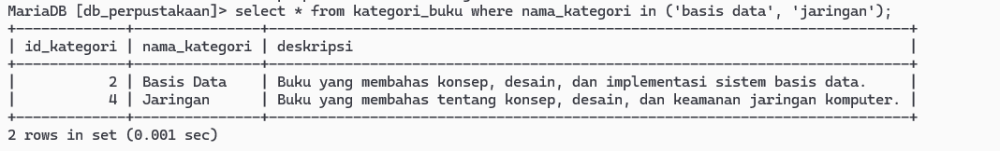 MariaDB [db_perpustakaan]> select * from kategori_buku where nama_kategori in ('basis data', 'jaringan');
+-------------+---------------+-------------------------------------------------------------------------+
| id_kategori | nama_kategori | deskripsi                                                               |
+-------------+---------------+-------------------------------------------------------------------------+
|           2 | Basis Data    | Buku yang membahas konsep, desain, dan implementasi sistem basis data.  |
|           4 | Jaringan      | Buku yang membahas tentang konsep, desain, dan keamanan jaringan komputer. |
+-------------+---------------+-------------------------------------------------------------------------+
2 rows in set (0.001 sec)